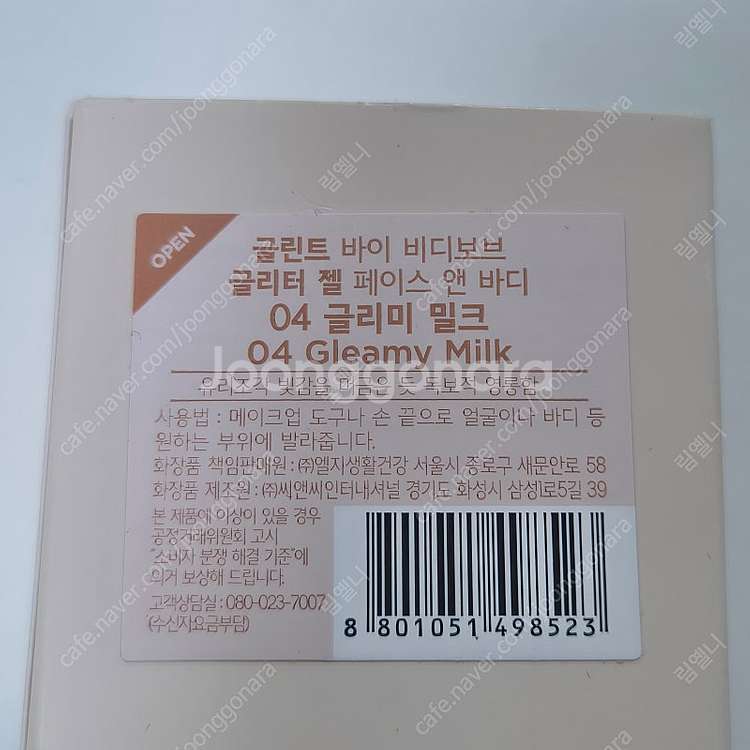 OPEN
글린트 바이 비디보브
글리터 젤 페이스 앤 바디
04 글리미 밀크
04 Gleamy Milk
유리조각 빛감을 머금은 듯 독보적 영롱함
사용법 : 메이크업 도구나 손 끝으로 얼굴이나 바디 등
원하는 부위에 발라줍니다.
화장품 책임판매원 : ㈜엘지생활건강 서울시 종로구 새문안로 58
화장품 제조원 : ㈜씨앤씨인터내셔널 경기도 화성시 삼성1로5길 39
본 제품에 이상이 있을 경우
공정거래위원회 고시
"소비자 분쟁 해결 기준"에
의거 보상해 드립니다.
고객상담실 : 080-023-7007
(수신자요금부담)
8 801051 498523
Joonggonara
cafe.naver.com/joonggonara
림옐니